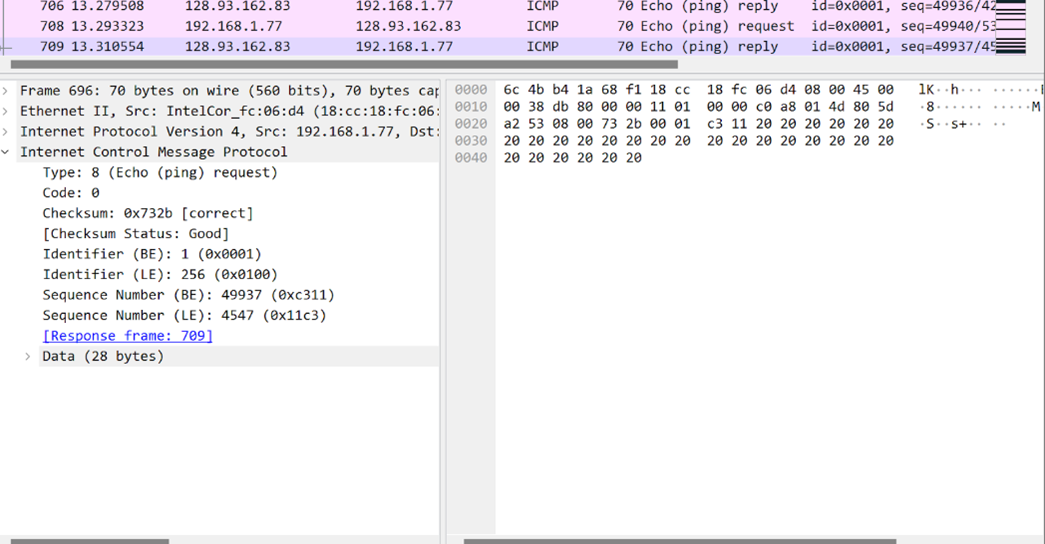 706 13.279508 128.93.162.83 192.168.1.77 ICMP 70 Echo (ping) reply id=0x0001, seq=49936/42
708 13.293323 192.168.1.77 128.93.162.83 ICMP 70 Echo (ping) request id=0x0001, seq=49940/53
709 13.310554 128.93.162.83 192.168.1.77 ICMP 70 Echo (ping) reply id=0x0001, seq=49937/45
Frame 696: 70 bytes on wire (560 bits), 70 bytes cap
Ethernet II, Src: IntelCor_fc:06:d4 (18:cc:18:fc:06:
Internet Protocol Version 4, Src: 192.168.1.77, Dst:
Internet Control Message Protocol
Type: 8 (Echo (ping) request)
Code: 0
Checksum: 0x732b [correct]
[Checksum Status: Good]
Identifier (BE): 1 (0x0001)
Identifier (LE): 256 (0x0100)
Sequence Number (BE): 49937 (0xc311)
Sequence Number (LE): 4547 (0x11c3)
[Response frame: 709]
Data (28 bytes)
0000 6c 4b b4 1a 68 f1 18 cc 18 fc 06 d4 08 00 45 00 lK··h··· ······E
0010 00 38 db 80 00 00 11 01 00 00 c0 a8 01 4d 80 5d ·8······ ·····M
0020 a2 53 08 00 73 2b 00 01 c3 11 20 20 20 20 20 20 ·S··s+·· ··
0030 20 20 20 20 20 20 20 20 20 20 20 20 20 20 20 20
0040 20 20 20 20 20 20